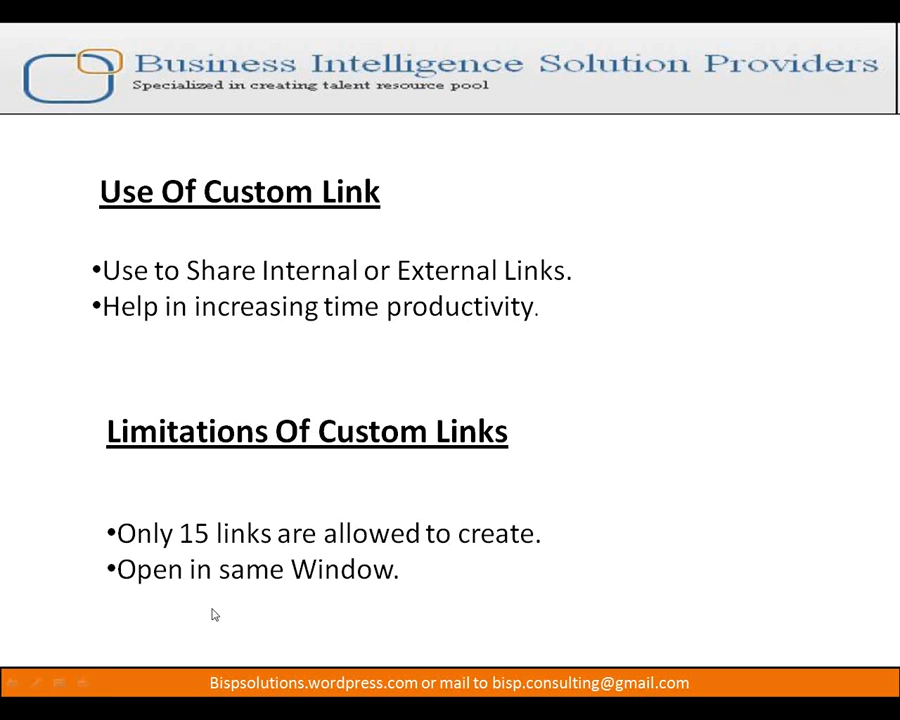 Business Intelligence Solution Providers
Specialized in creating talent resource pool
Use Of Custom Link
•Use to Share Internal or External Links.
•Help in increasing time productivity.
Limitations Of Custom Links
•Only 15 links are allowed to create.
•Open in same Window.
Bispsolutions.wordpress.com or mail to bisp.consulting@gmail.com